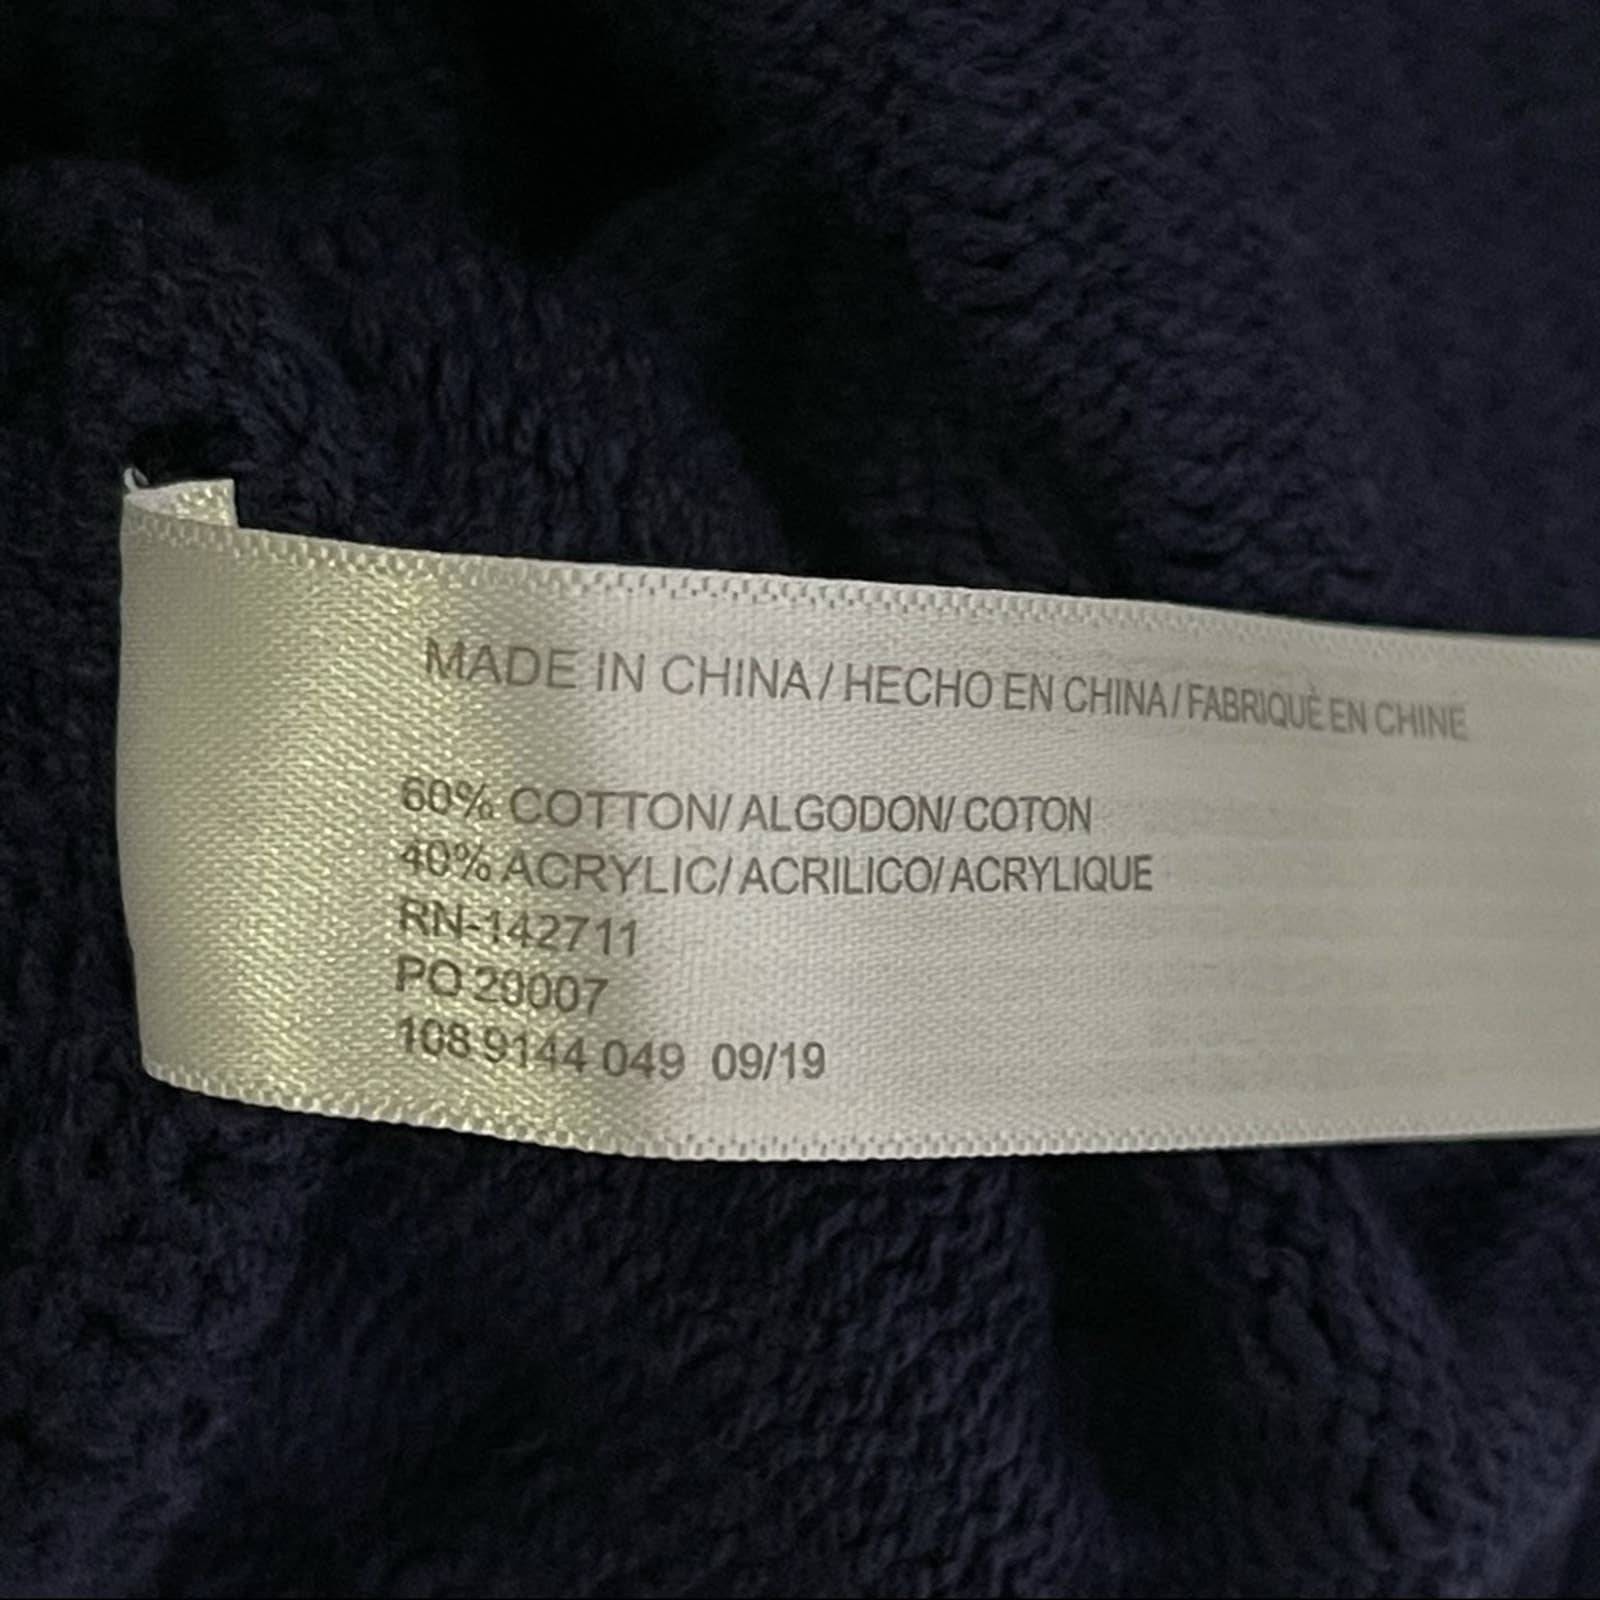 MADE IN CHINA/ HECHO EN CHINA/ FABRIQUÈ EN CHINE
60% COTTON/ ALGODON/ COTON
40% ACRYLIC/ ACRILICO/ ACRYLIQUE
RN-142711
PO 20007
108 9144 049 09/19